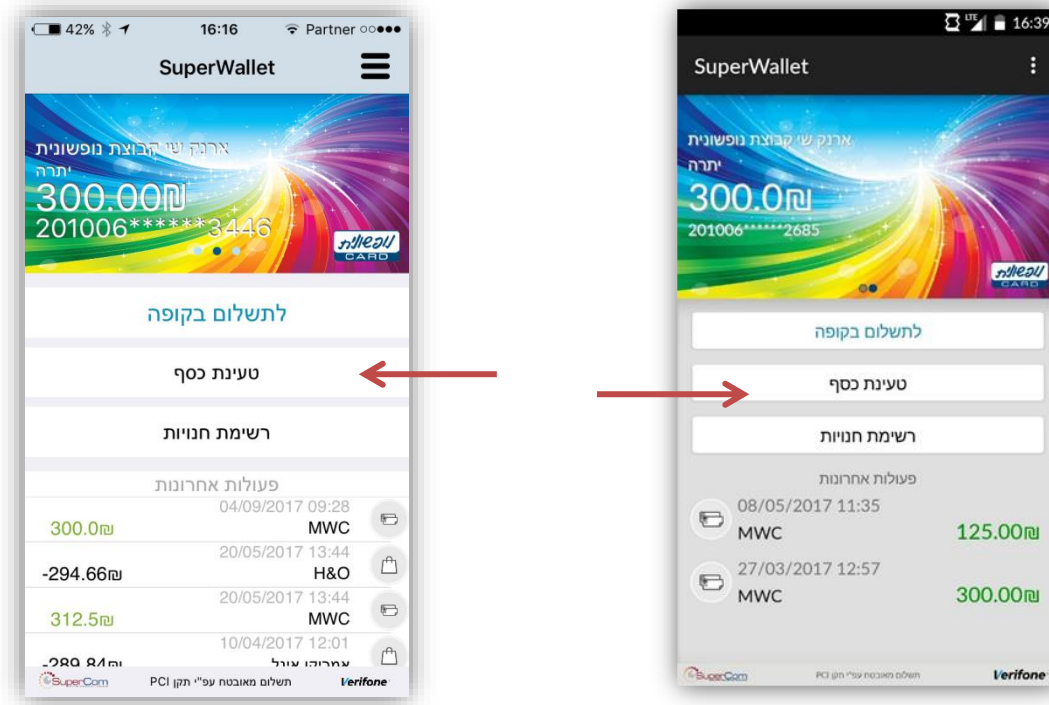 42% 16:16 Partner
SuperWallet
ארנק שי קבוצת נופשונית
יתרה
300.00₪
201006******3446
נופשונית
CARD
לתשלום בקופה
טעינת כסף
רשימת חנויות
פעולות אחרונות
04/09/2017 09:28
300.0₪ MWC
20/05/2017 13:44
-294.66₪ H&O
20/05/2017 13:44
312.5₪ MWC
10/04/2017 12:01
-289.84₪ אמריקן איגל
SuperCom תשלום מאובטח עפ"י תקן PCI Verifone
LTE 16:39
SuperWallet
ארנק שי קבוצת נופשונית
יתרה
300.0₪
201006******2685
נופשונית
CARD
לתשלום בקופה
טעינת כסף
רשימת חנויות
פעולות אחרונות
08/05/2017 11:35
MWC 125.00₪
27/03/2017 12:57
MWC 300.00₪
SuperCom תשלום מאובטח עפ"י תקן PCI Verifone